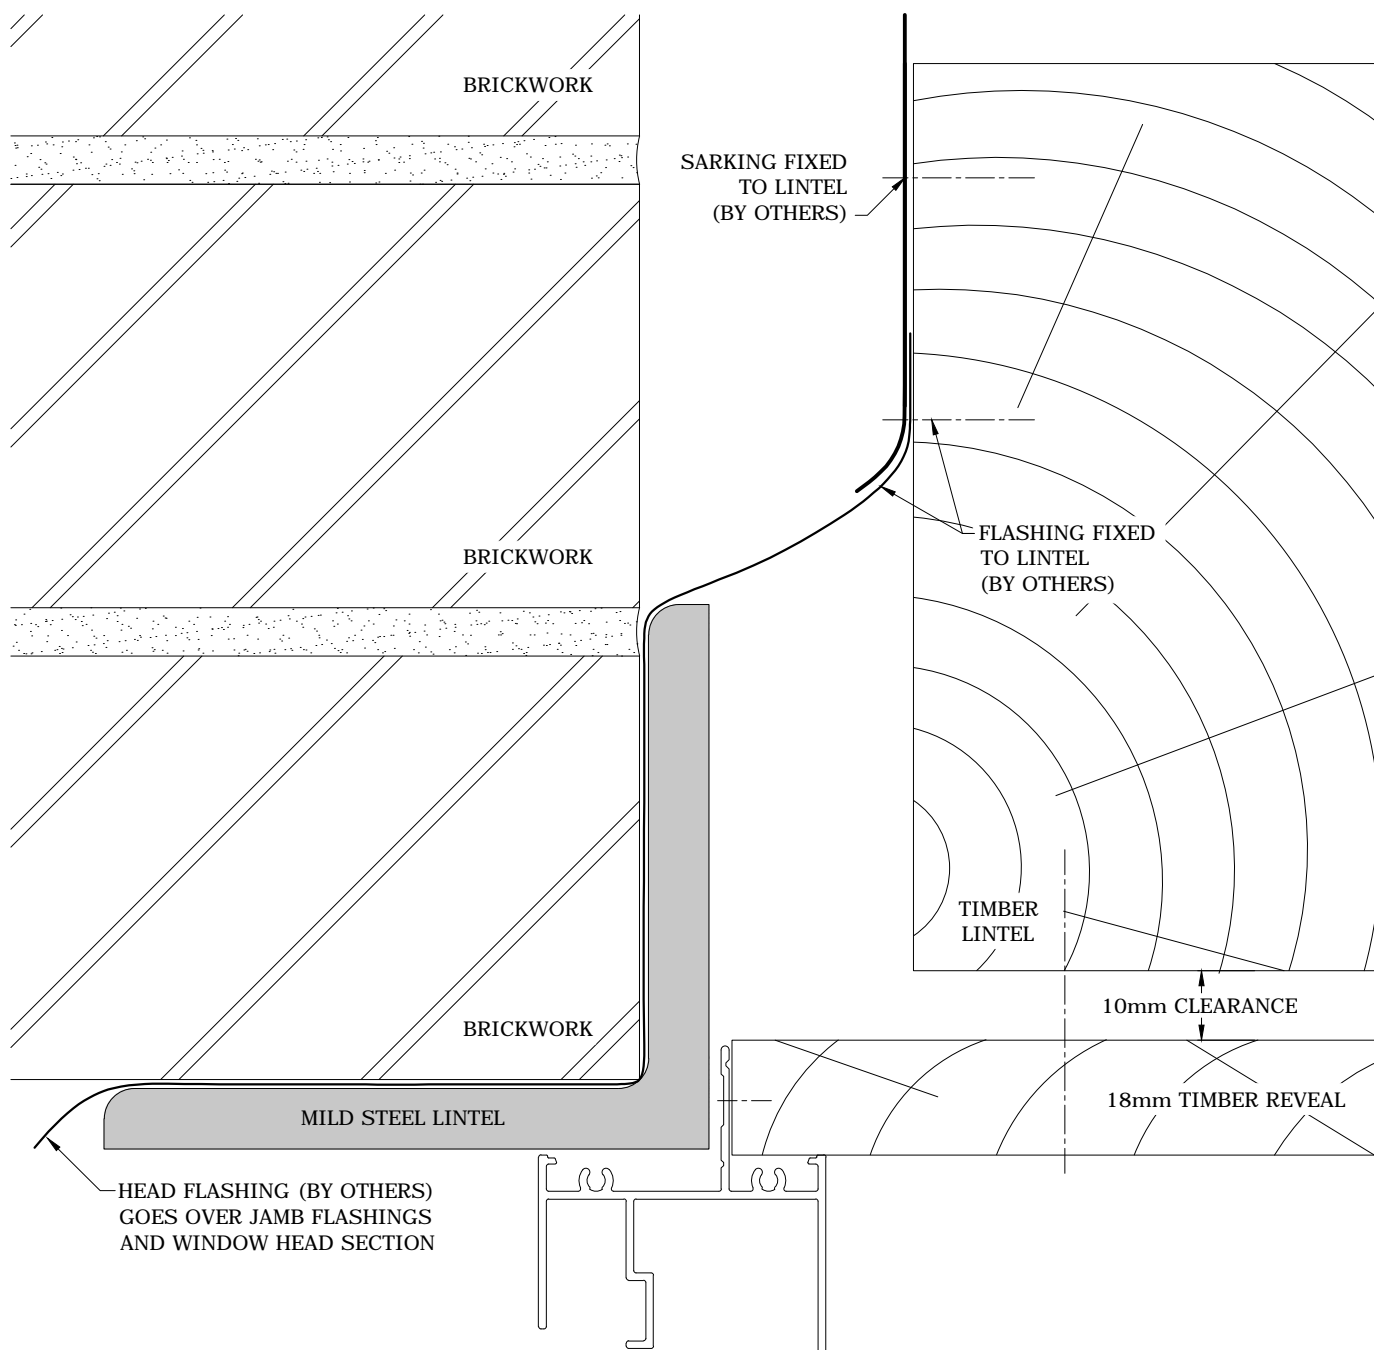 BRICKWORK
SARKING FIXED
TO LINTEL
(BY OTHERS)
BRICKWORK
FLASHING FIXED
TO LINTEL
(BY OTHERS)
TIMBER
LINTEL
BRICKWORK
10mm CLEARANCE
MILD STEEL LINTEL
18mm TIMBER REVEAL
HEAD FLASHING (BY OTHERS)
GOES OVER JAMB FLASHINGS
AND WINDOW HEAD SECTION